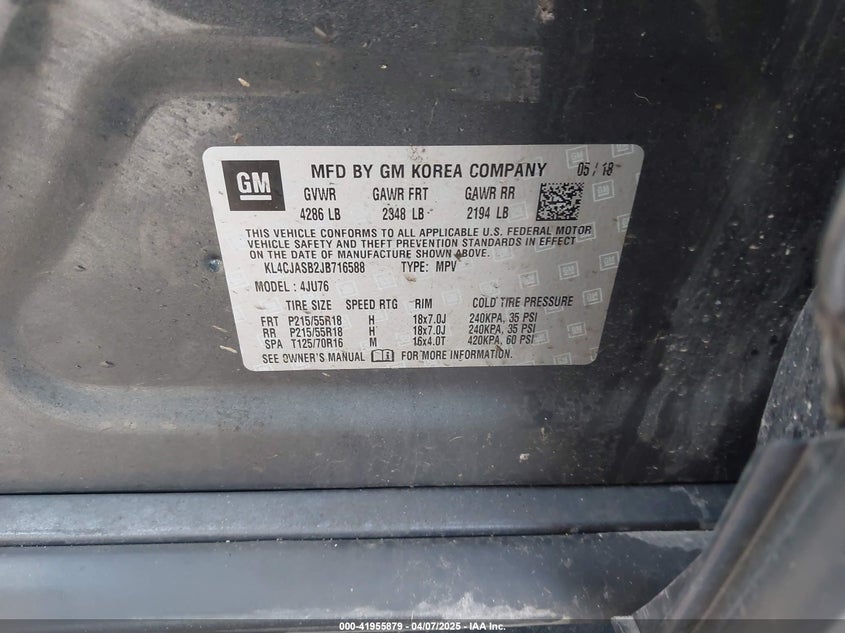 GM
MFD BY GM KOREA COMPANY 05 / 18
GVWR GAWR FRT GAWR RR
4286 LB 2348 LB 2194 LB
THIS VEHICLE CONFORMS TO ALL APPLICABLE U.S. FEDERAL MOTOR
VEHICLE SAFETY AND THEFT PREVENTION STANDARDS IN EFFECT
ON THE DATE OF MANUFACTURE SHOWN ABOVE.
KL4CJASB2JB716588 TYPE: MPV
MODEL : 4JU76
TIRE SIZE SPEED RTG RIM COLD TIRE PRESSURE
FRT P215/55R18 H 18x7.0J 240KPA, 35 PSI
RR P215/55R18 H 18x7.0J 240KPA, 35 PSI
SPA T125/70R16 M 16x4.0T 420KPA, 60 PSI
SEE OWNER'S MANUAL FOR MORE INFORMATION.
000-41955879 - 04/07/2025 - IAA Inc.